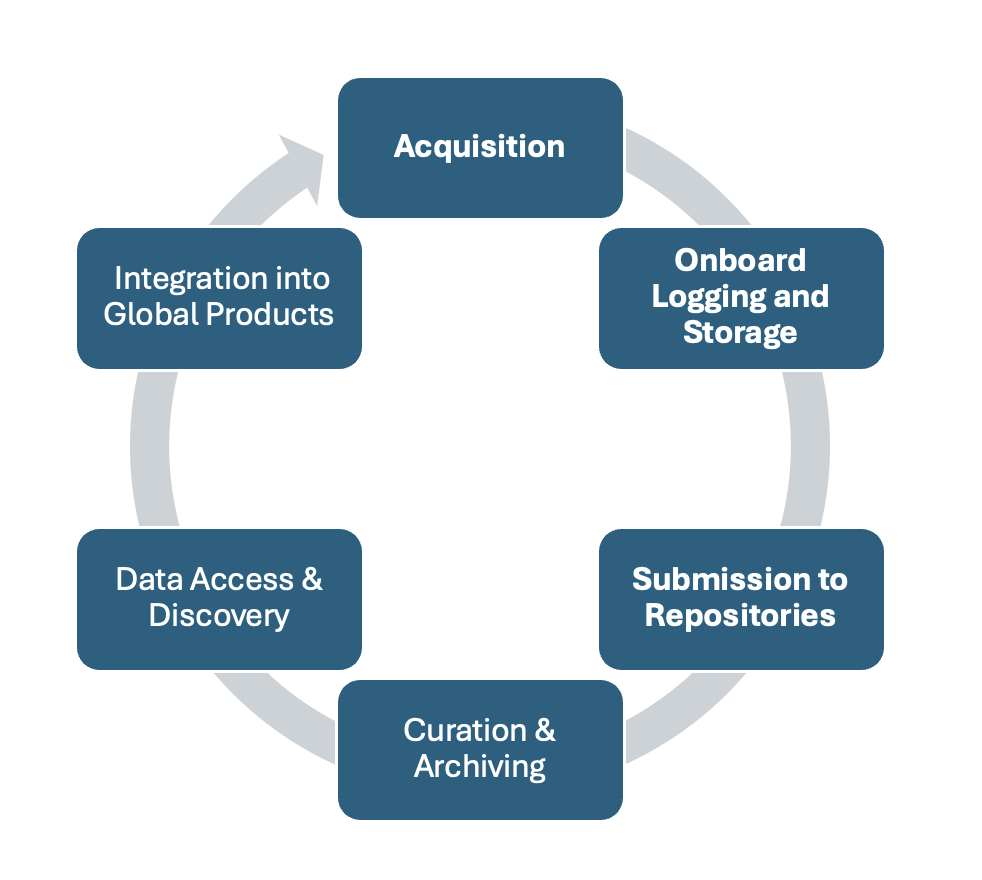 Acquisition
Onboard
Logging and
Storage
Submission to
Repositories
Curation &
Archiving
Data Access &
Discovery
Integration into
Global Products